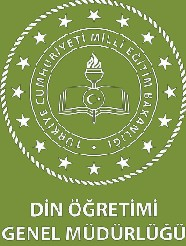 TÜRKİYE CUMHURİYETİ MİLLÎ EĞİTİM BAKANLIĞI
DİN ÖĞRETİMİ
GENEL MÜDÜRLÜĞÜ